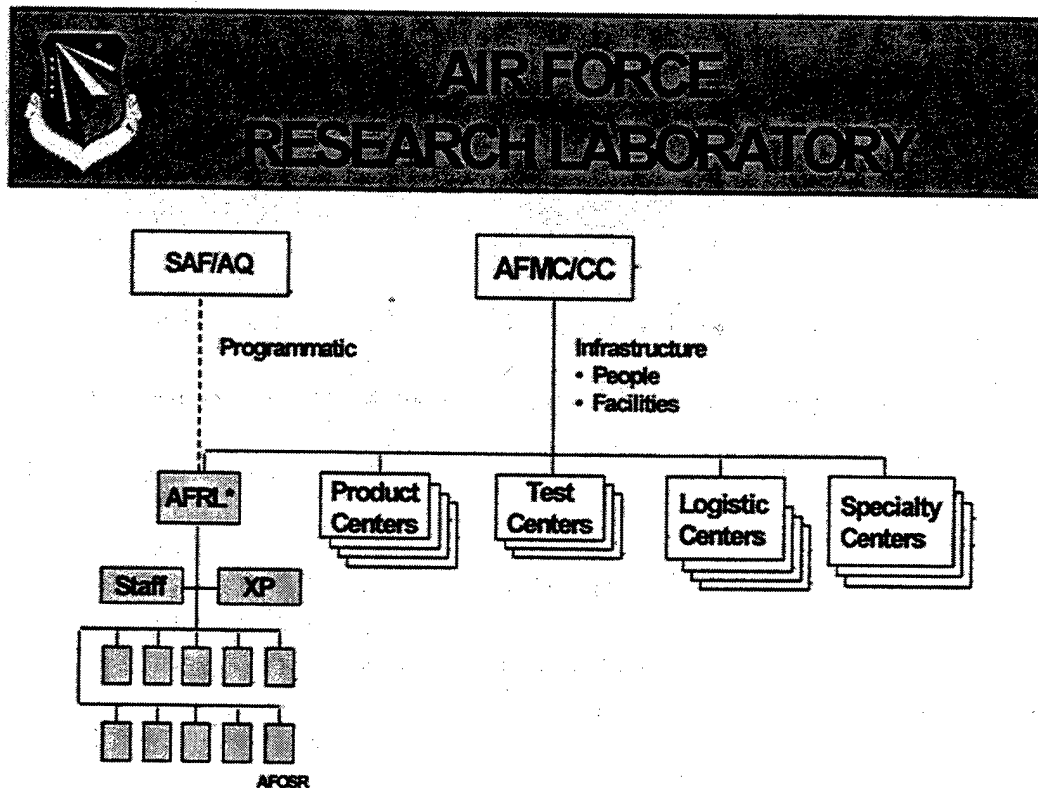 AIR FORCE
RESEARCH LABORATORY
SAF/AQ
AFMC/CC
Programmatic
Infrastructure
• People
• Facilities
AFRL*
Product
Centers
Test
Centers
Logistic
Centers
Specialty
Centers
Staff
XP
AFOSR